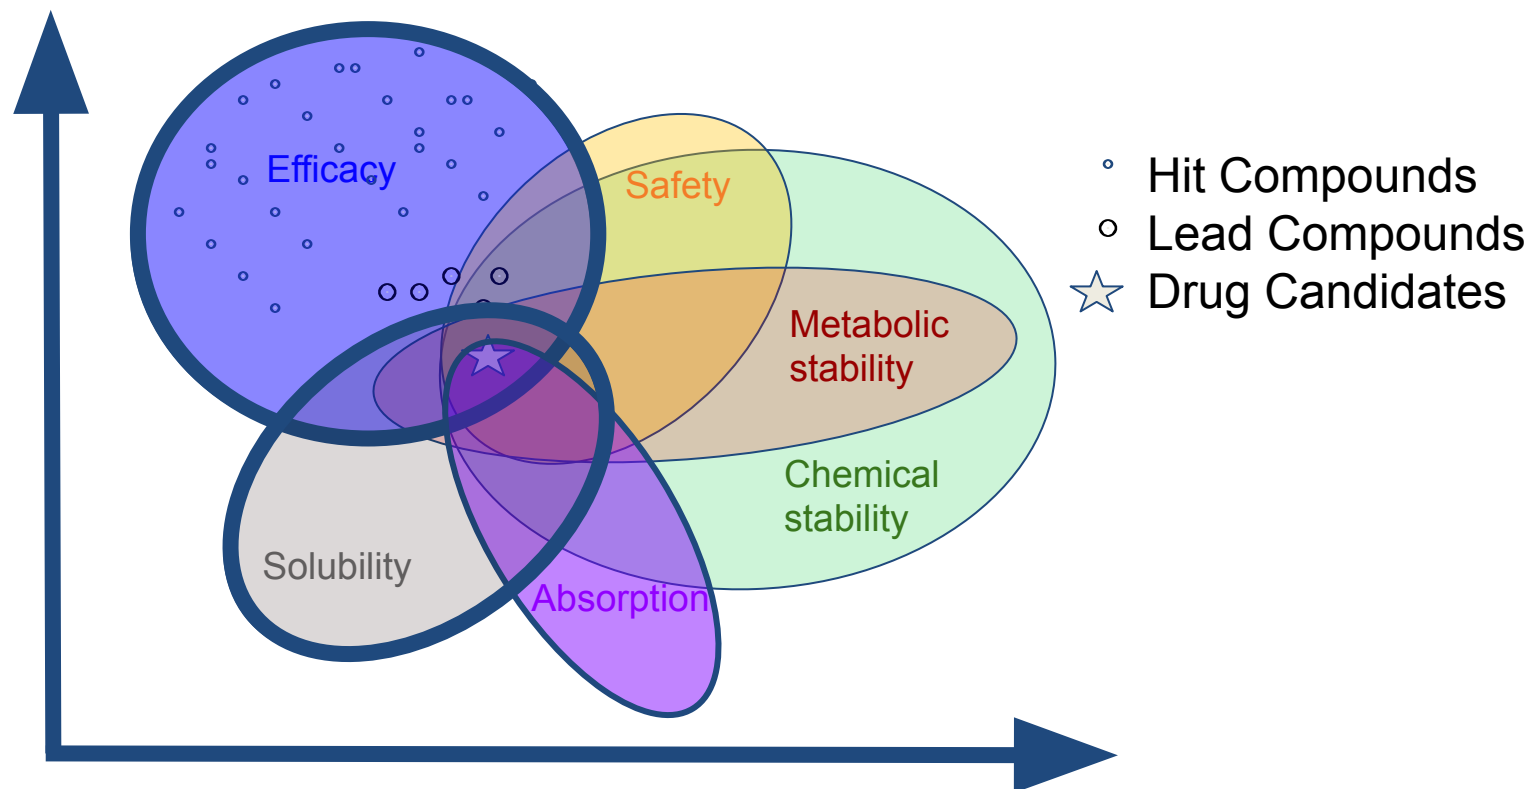 Efficacy
Safety
Metabolic
stability
Chemical
stability
Solubility
Absorption
Hit Compounds
Lead Compounds
Drug Candidates